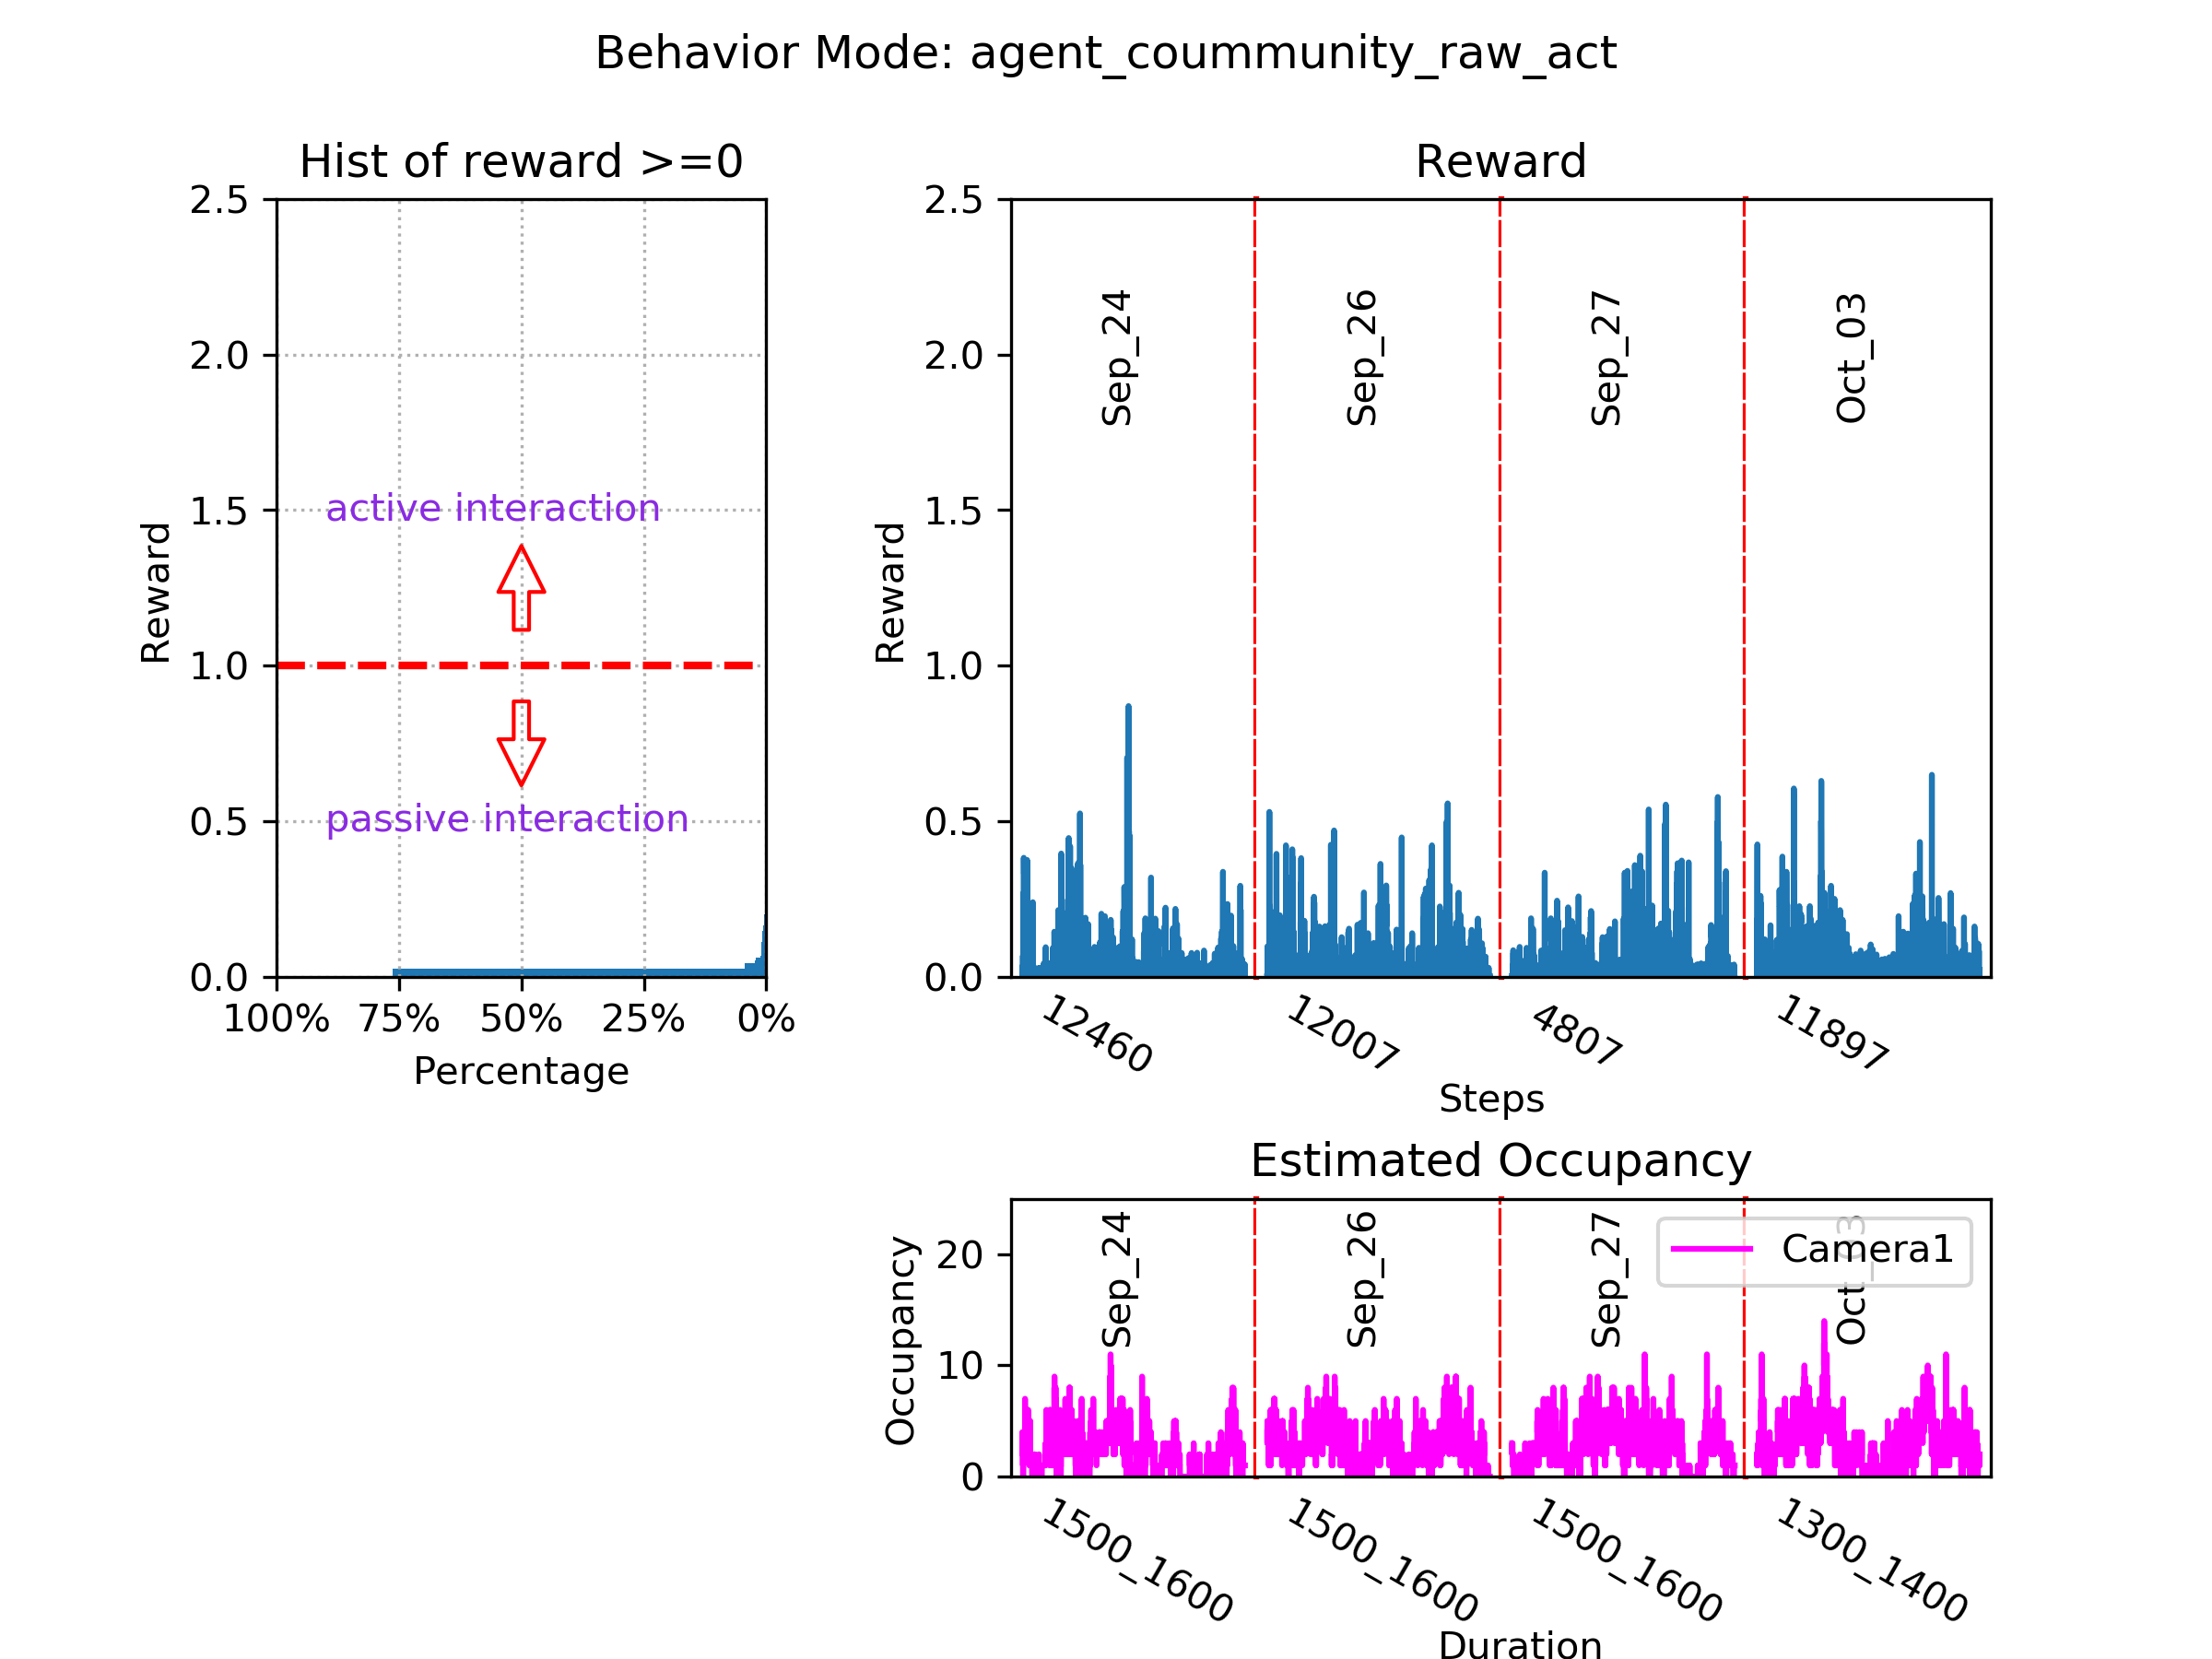 Behavior Mode: agent_coummunity_raw_act
Hist of reward >=0
2.5
2.0
1.5
1.0
0.5
0.0
Reward
active interaction
passive interaction
100%
75%
50%
25%
0%
Percentage
Reward
2.5
2.0
1.5
1.0
0.5
0.0
Reward
Sep_24
Sep_26
Sep_27
Oct_03
12460
12007
4807
11897
Steps
Estimated Occupancy
20
10
0
Occupancy
Sep_24
Sep_26
Sep_27
Oct_03
Camera1
1500_1600
1500_1600
1500_1600
1300_1400
Duration